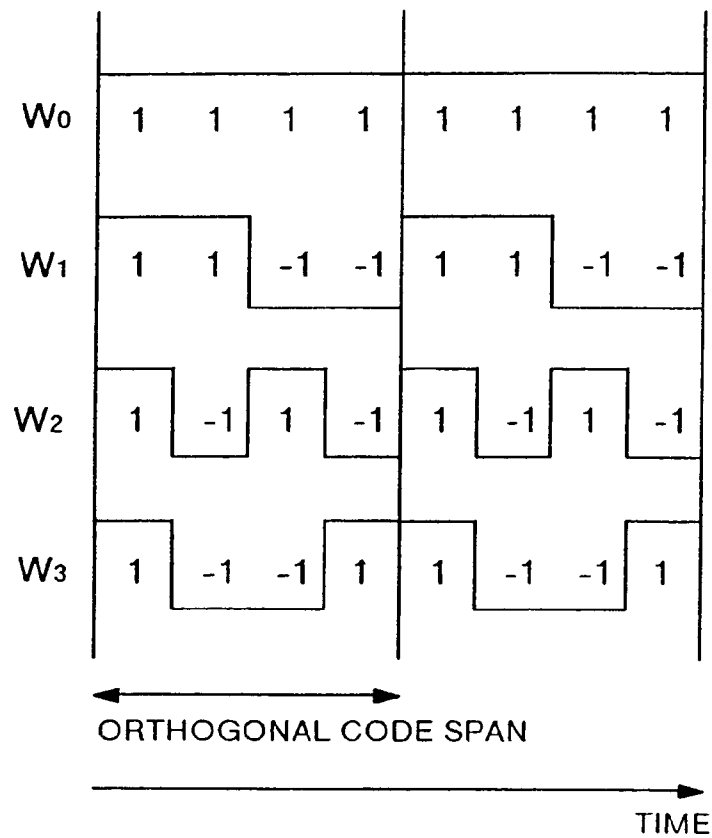 W0 1 1 1 1 1 1 1 1
W1 1 1 -1 -1 1 1 -1 -1
W2 1 -1 1 -1 1 -1 1 -1
W3 1 -1 -1 1 1 -1 -1 1
ORTHOGONAL CODE SPAN
TIME